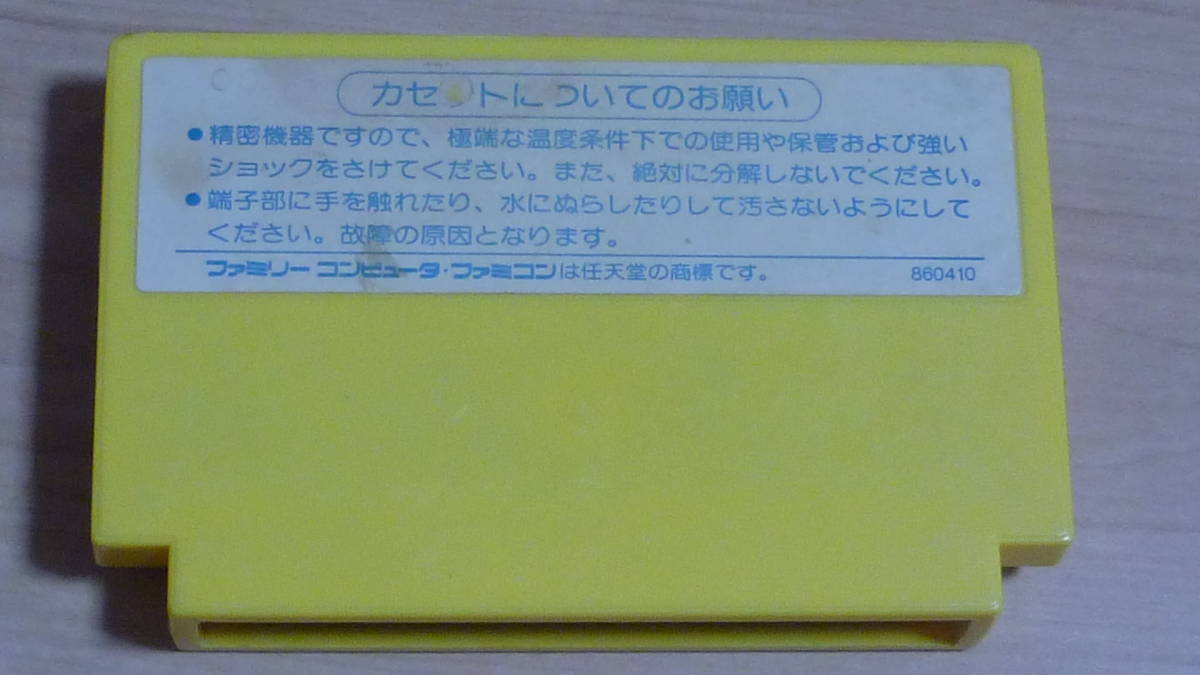 カセットについてのお願い
●精密機器ですので、極端な温度条件下での使用や保管および強い
ショックをさけてください。また、絶対に分解しないでください。
●端子部に手を触れたり、水にぬらしたりして汚さないようにして
ください。故障の原因となります。
ファミリーコンピュータ・ファミコンは任天堂の商標です。 860410